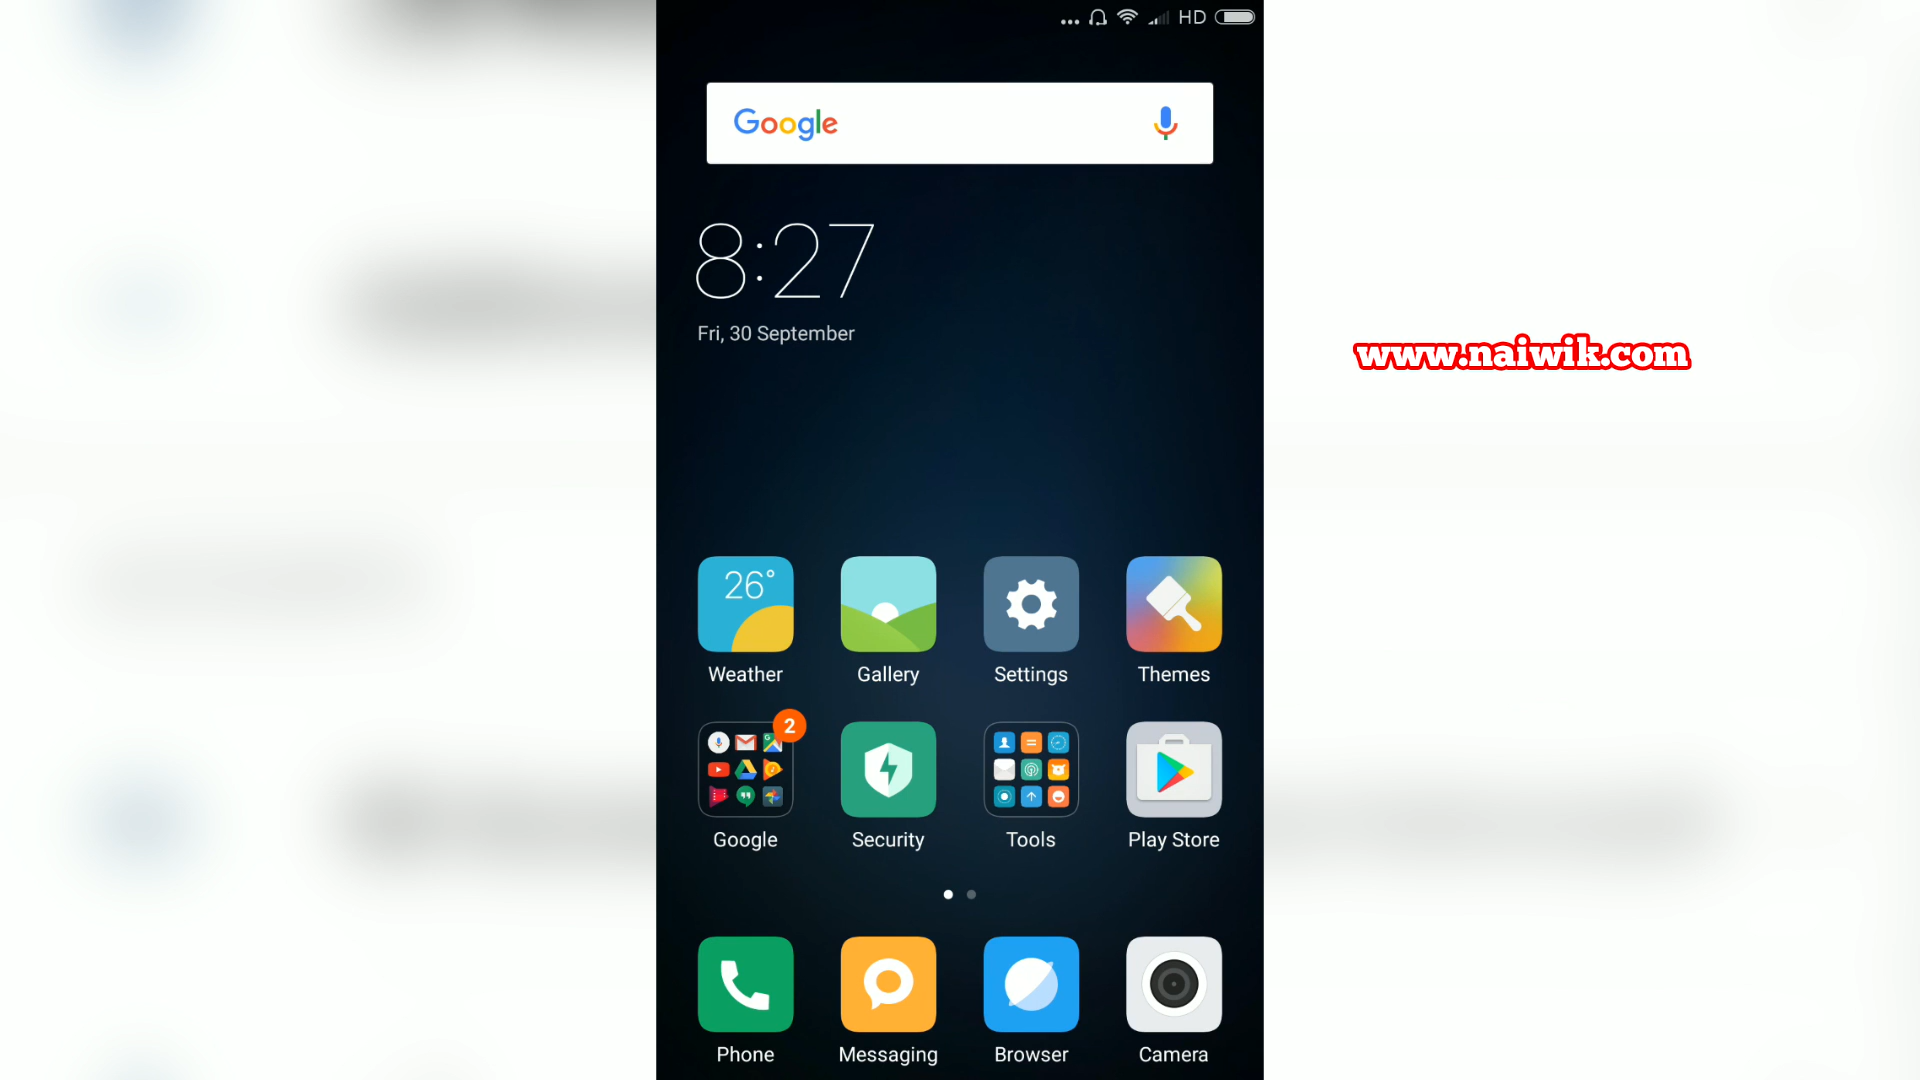 HD
Google
8:27
Fri, 30 September
www.naiwik.com
26°
Weather Gallery Settings Themes
2
Google Security Tools Play Store
Phone Messaging Browser Camera